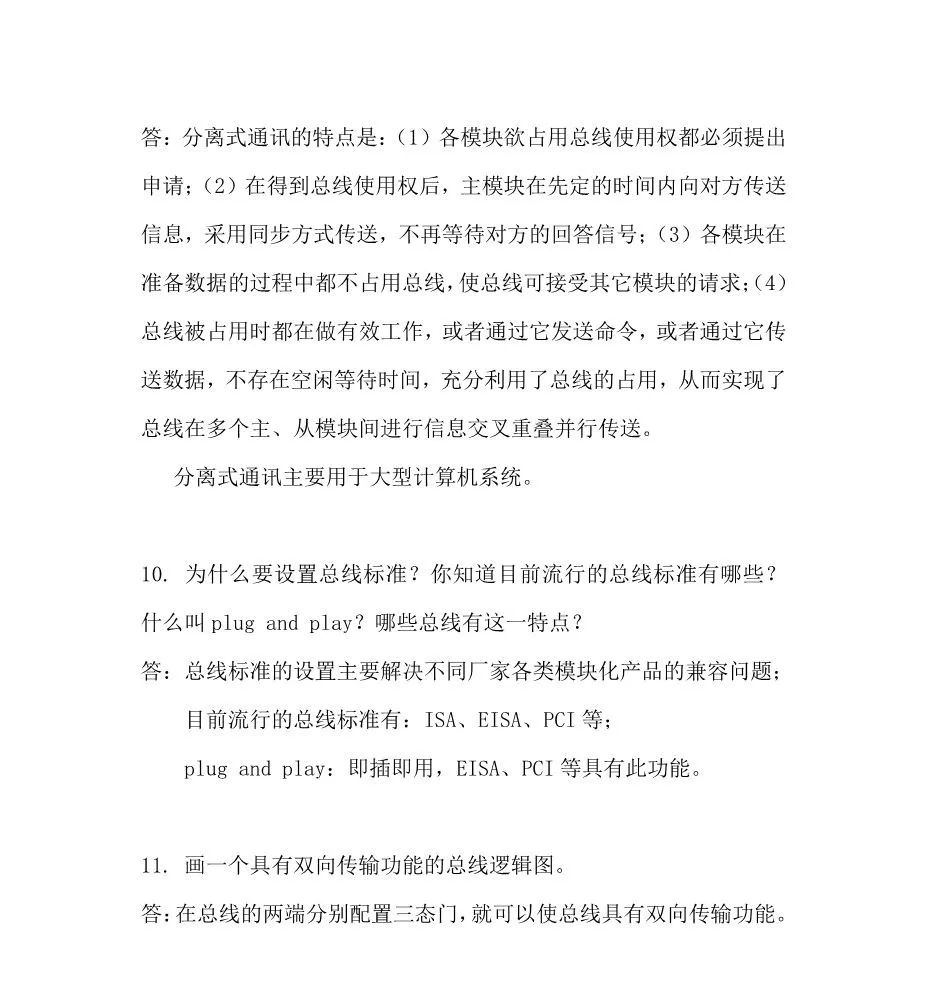 答：分离式通讯的特点是：（1）各模块欲占用总线使用权都必须提出
申请；（2）在得到总线使用权后，主模块在先定的时间内向对方传送
信息，采用同步方式传送，不再等待对方的回答信号；（3）各模块在
准备数据的过程中都不占用总线，使总线可接受其它模块的请求；（4）
总线被占用时都在做有效工作，或者通过它发送命令，或者通过它传
送数据，不存在空闲等待时间，充分利用了总线的占用，从而实现了
总线在多个主、从模块间进行信息交叉重叠并行传送。
分离式通讯主要用于大型计算机系统。
10. 为什么要设置总线标准？你知道目前流行的总线标准有哪些？
什么叫 plug and play？哪些总线有这一特点？
答：总线标准的设置主要解决不同厂家各类模块化产品的兼容问题；
目前流行的总线标准有：ISA、EISA、PCI 等；
plug and play：即插即用，EISA、PCI 等具有此功能。
11. 画一个具有双向传输功能的总线逻辑图。
答：在总线的两端分别配置三态门，就可以使总线具有双向传输功能。